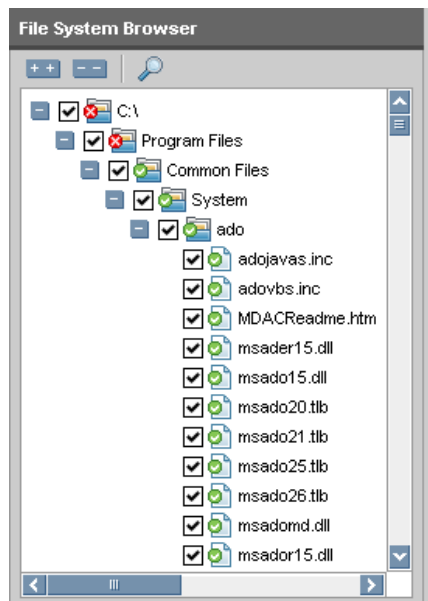 File System Browser
C:\
Program Files
Common Files
System
ado
adojavas.inc
adovbs.inc
MDACReadme.htm
msader15.dll
msado15.dll
msado20.tlb
msado21.tlb
msado25.tlb
msado26.tlb
msadomd.dll
msador15.dll